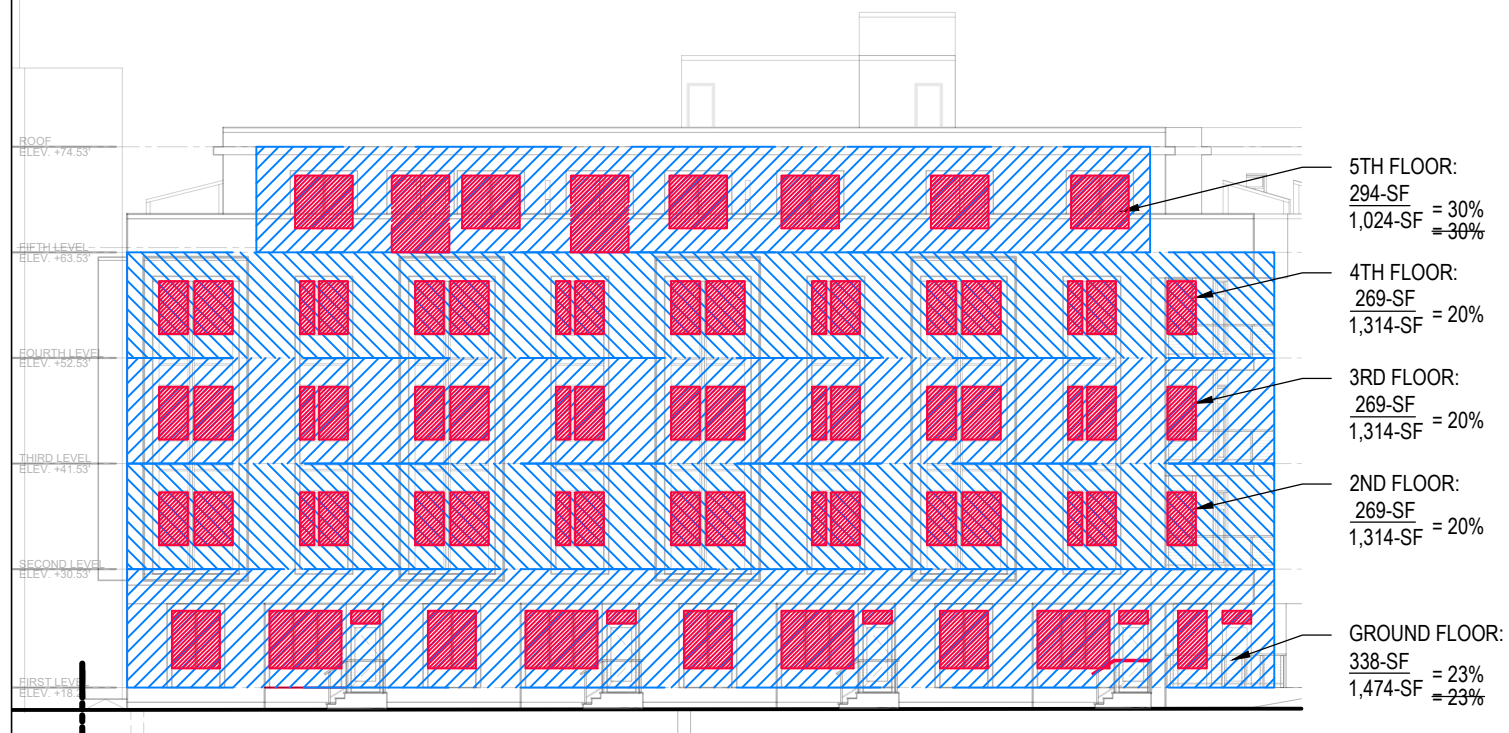 ROOF
ELEV. +74.53'
5TH FLOOR:
294-SF
1,024-SF
= 30%
= 30%
FIFTH LEVEL
ELEV. +63.53'
4TH FLOOR:
269-SF
1,314-SF
= 20%
FOURTH LEVEL
ELEV. +52.53'
3RD FLOOR:
269-SF
1,314-SF
= 20%
THIRD LEVEL
ELEV. +41.53'
2ND FLOOR:
269-SF
1,314-SF
= 20%
SECOND LEVEL
ELEV. +30.53'
GROUND FLOOR:
338-SF
1,474-SF
= 23%
= 23%
FIRST LEVEL
ELEV.